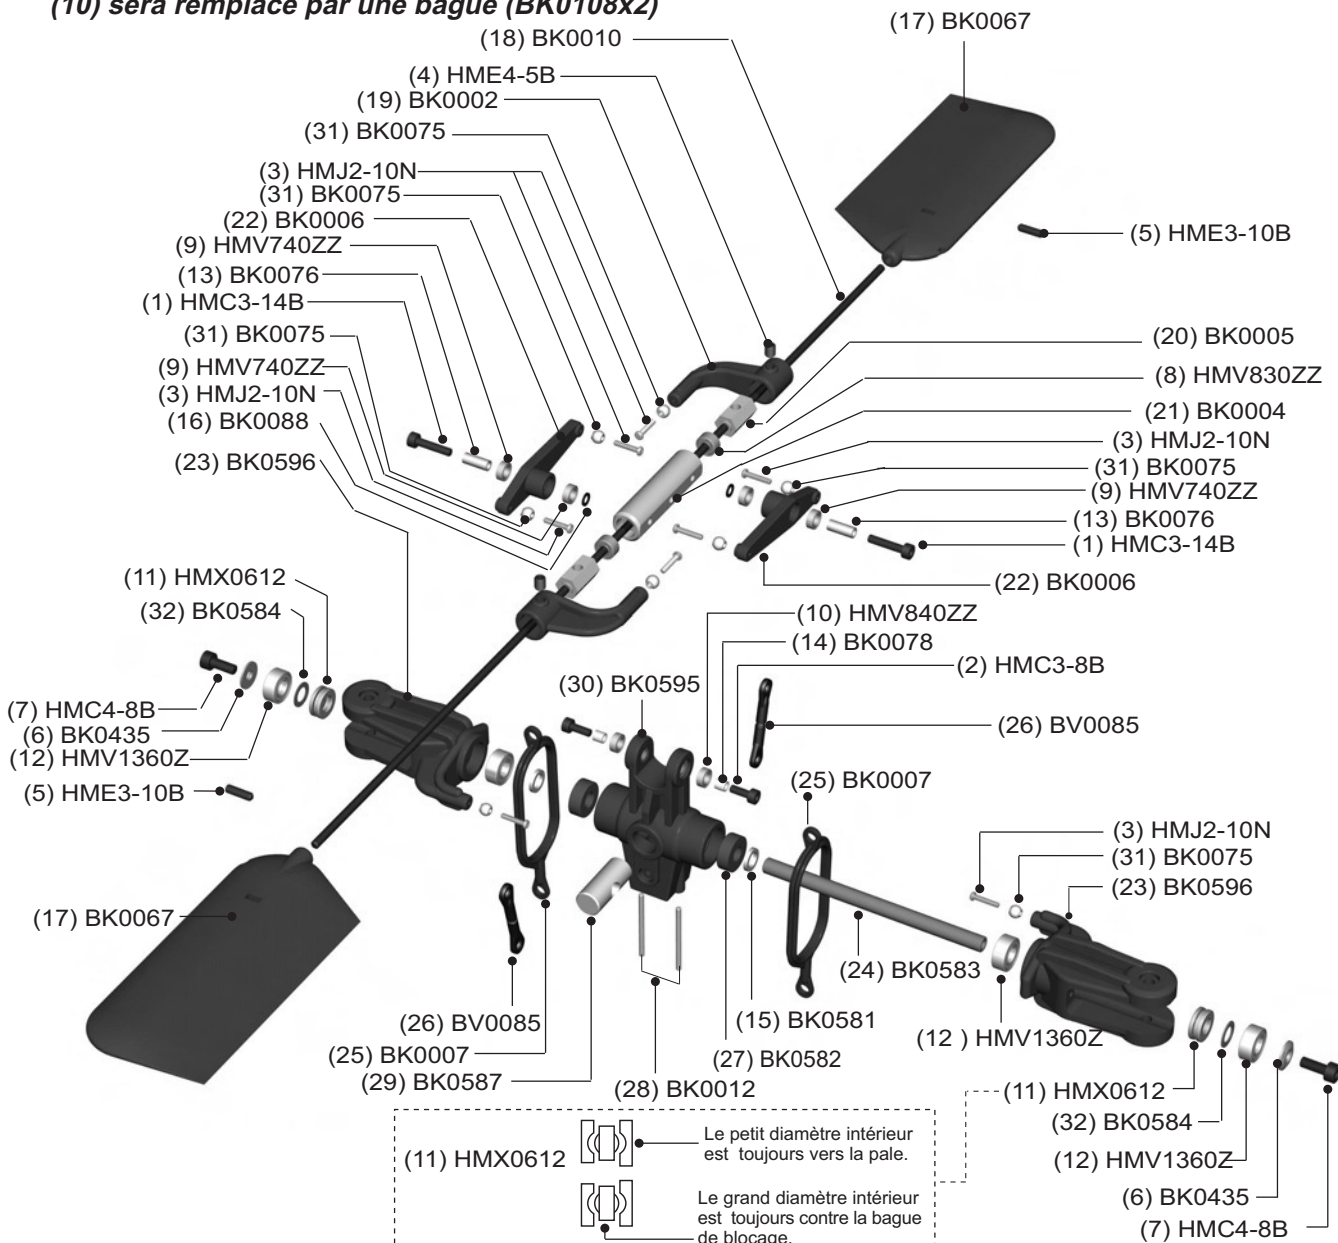 (10) sera remplacé par une bague (BK0108x2)
(17) BK0067
(18) BK0010
(4) HME4-5B
(19) BK0002
(31) BK0075
(3) HMJ2-10N
(31) BK0075
(22) BK0006
(9) HMV740ZZ
(13) BK0076
(1) HMC3-14B
(31) BK0075
(9) HMV740ZZ
(3) HMJ2-10N
(16) BK0088
(23) BK0596
(5) HME3-10B
(20) BK0005
(8) HMV830ZZ
(21) BK0004
(3) HMJ2-10N
(31) BK0075
(9) HMV740ZZ
(13) BK0076
(1) HMC3-14B
(22) BK0006
(11) HMX0612
(32) BK0584
(7) HMC4-8B
(6) BK0435
(12) HMV1360Z
(5) HME3-10B
(10) HMV840ZZ
(14) BK0078
(2) HMC3-8B
(30) BK0595
(26) BV0085
(25) BK0007
(3) HMJ2-10N
(31) BK0075
(23) BK0596
(17) BK0067
(24) BK0583
(26) BV0085
(15) BK0581
(12 ) HMV1360Z
(25) BK0007
(27) BK0582
(29) BK0587
(28) BK0012
(11) HMX0612
(32) BK0584
(12) HMV1360Z
(6) BK0435
(7) HMC4-8B
(11) HMX0612
Le petit diamètre intérieur
est toujours vers la pale.
Le grand diamètre intérieur
est toujours contre la bague
de blocage.